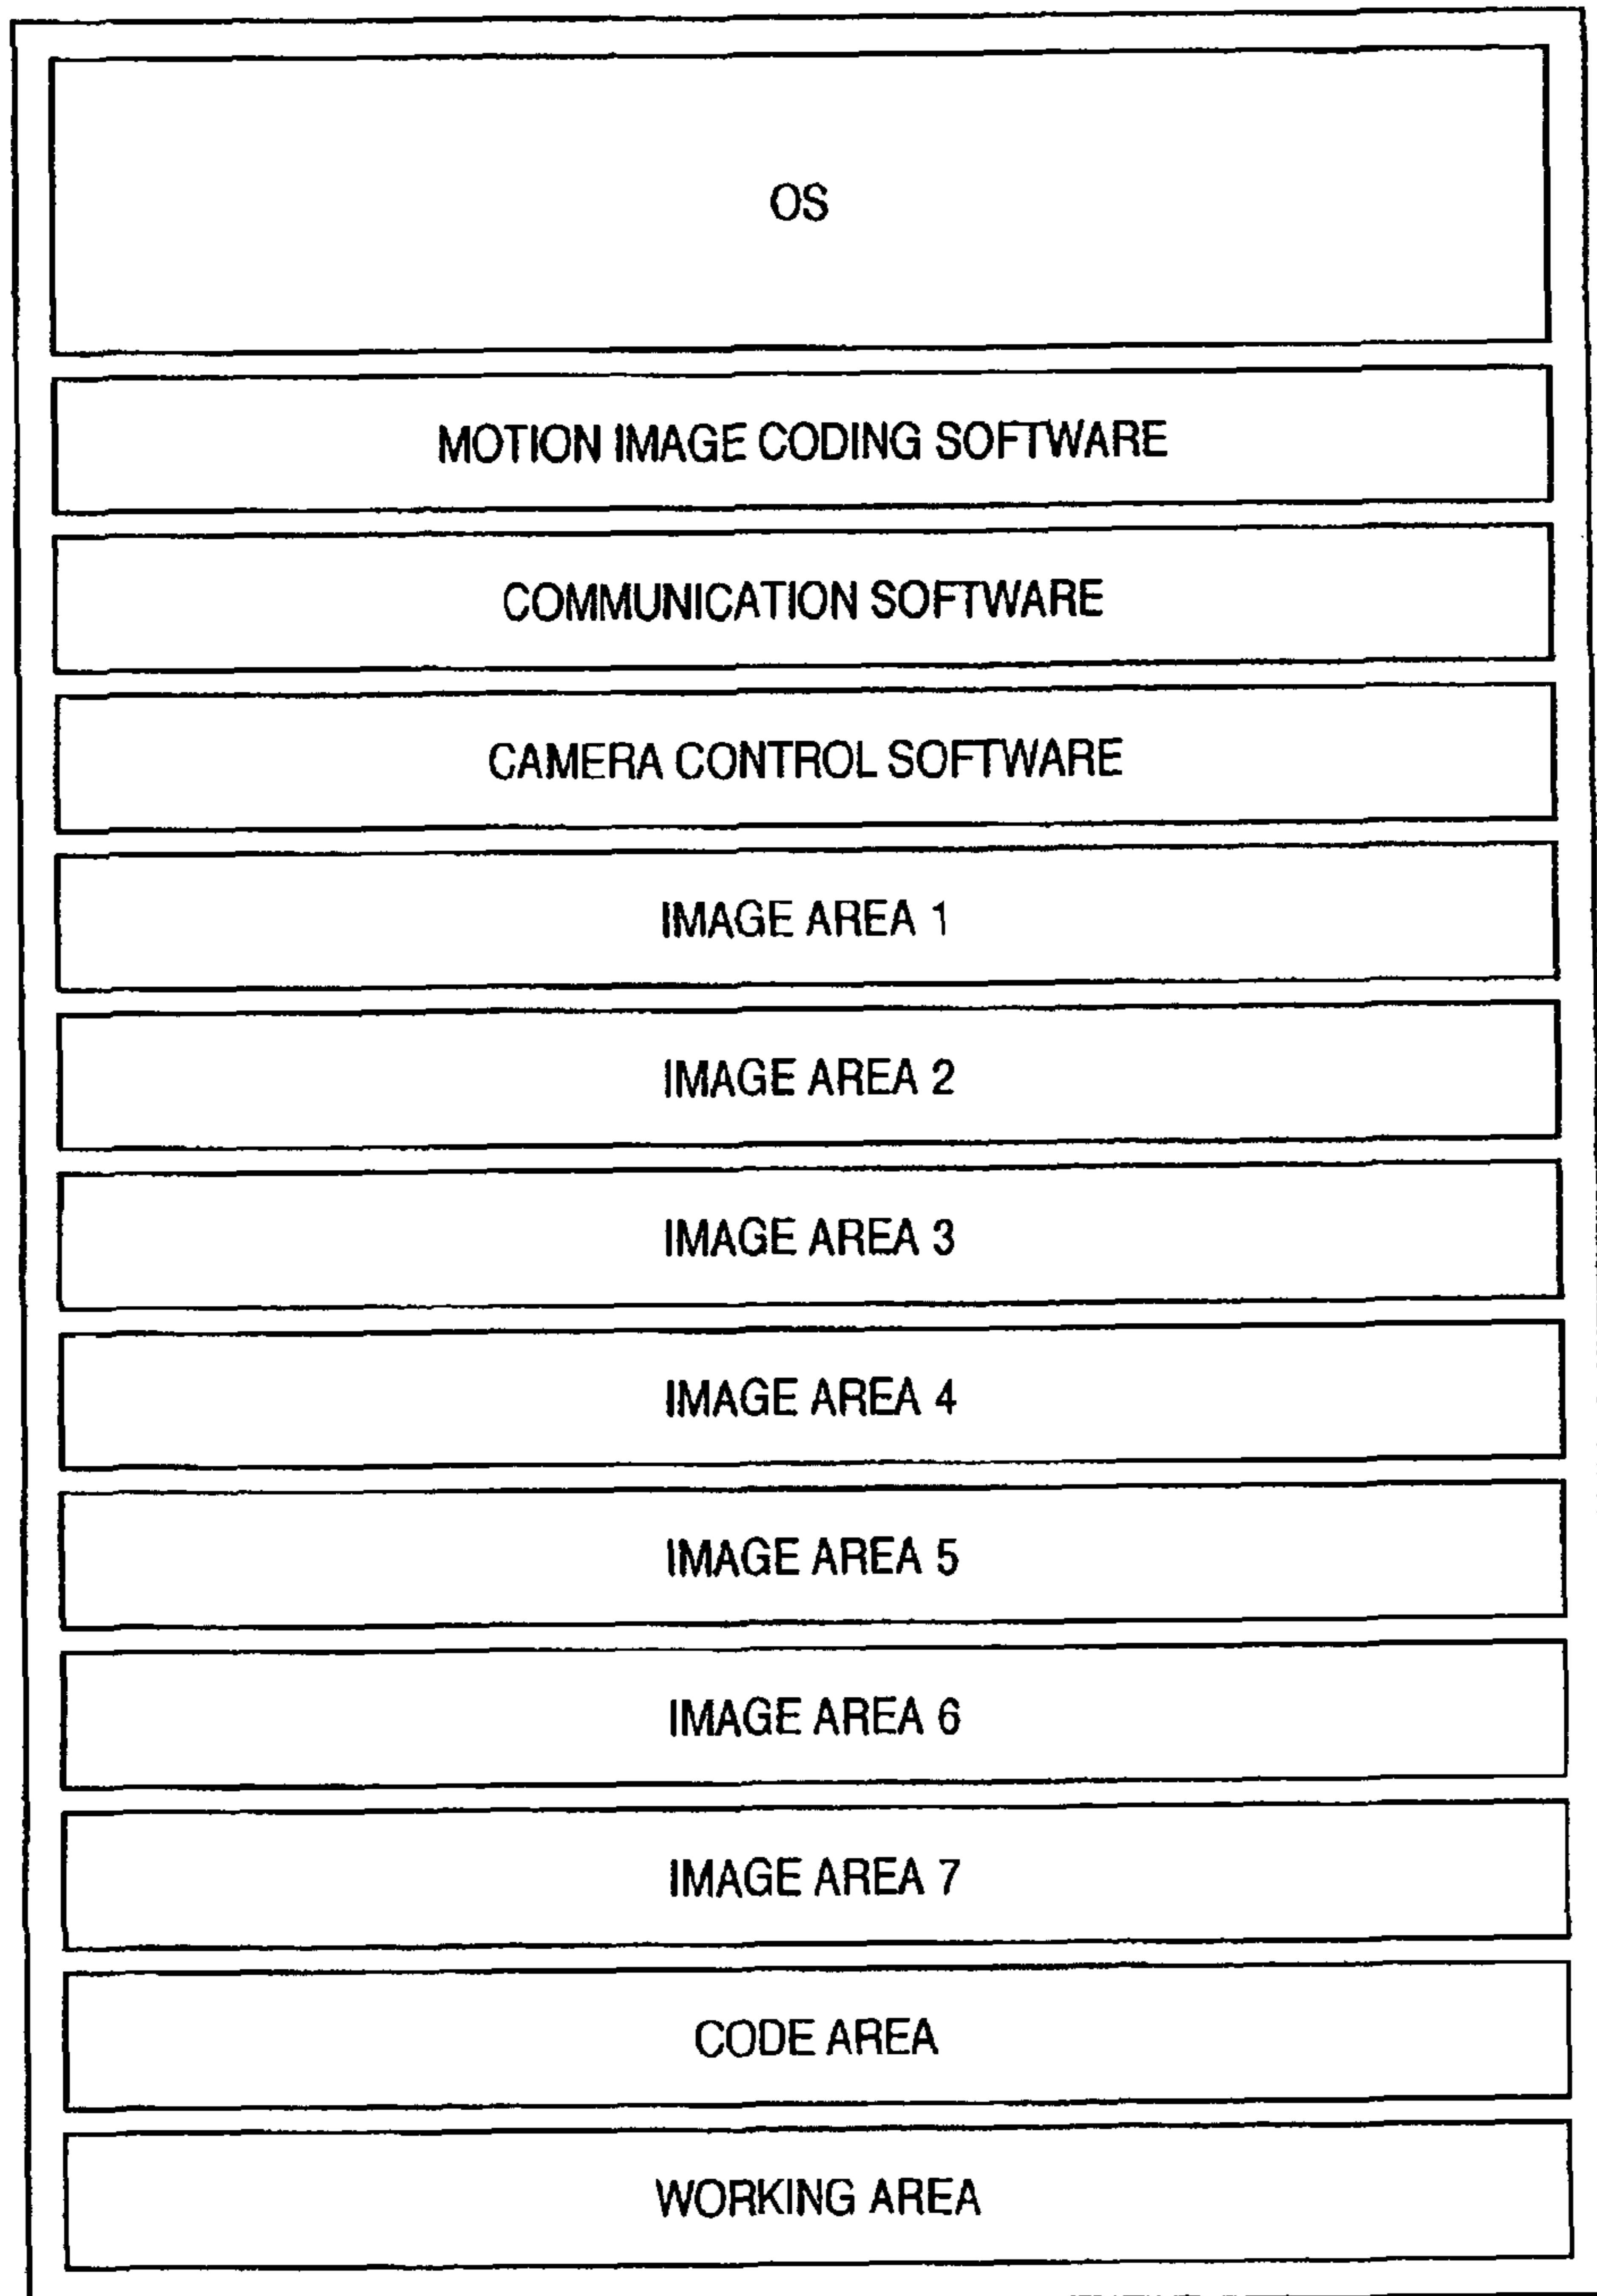 OS
MOTION IMAGE CODING SOFTWARE
COMMUNICATION SOFTWARE
CAMERA CONTROL SOFTWARE
IMAGE AREA 1
IMAGE AREA 2
IMAGE AREA 3
IMAGE AREA 4
IMAGE AREA 5
IMAGE AREA 6
IMAGE AREA 7
CODE AREA
WORKING AREA